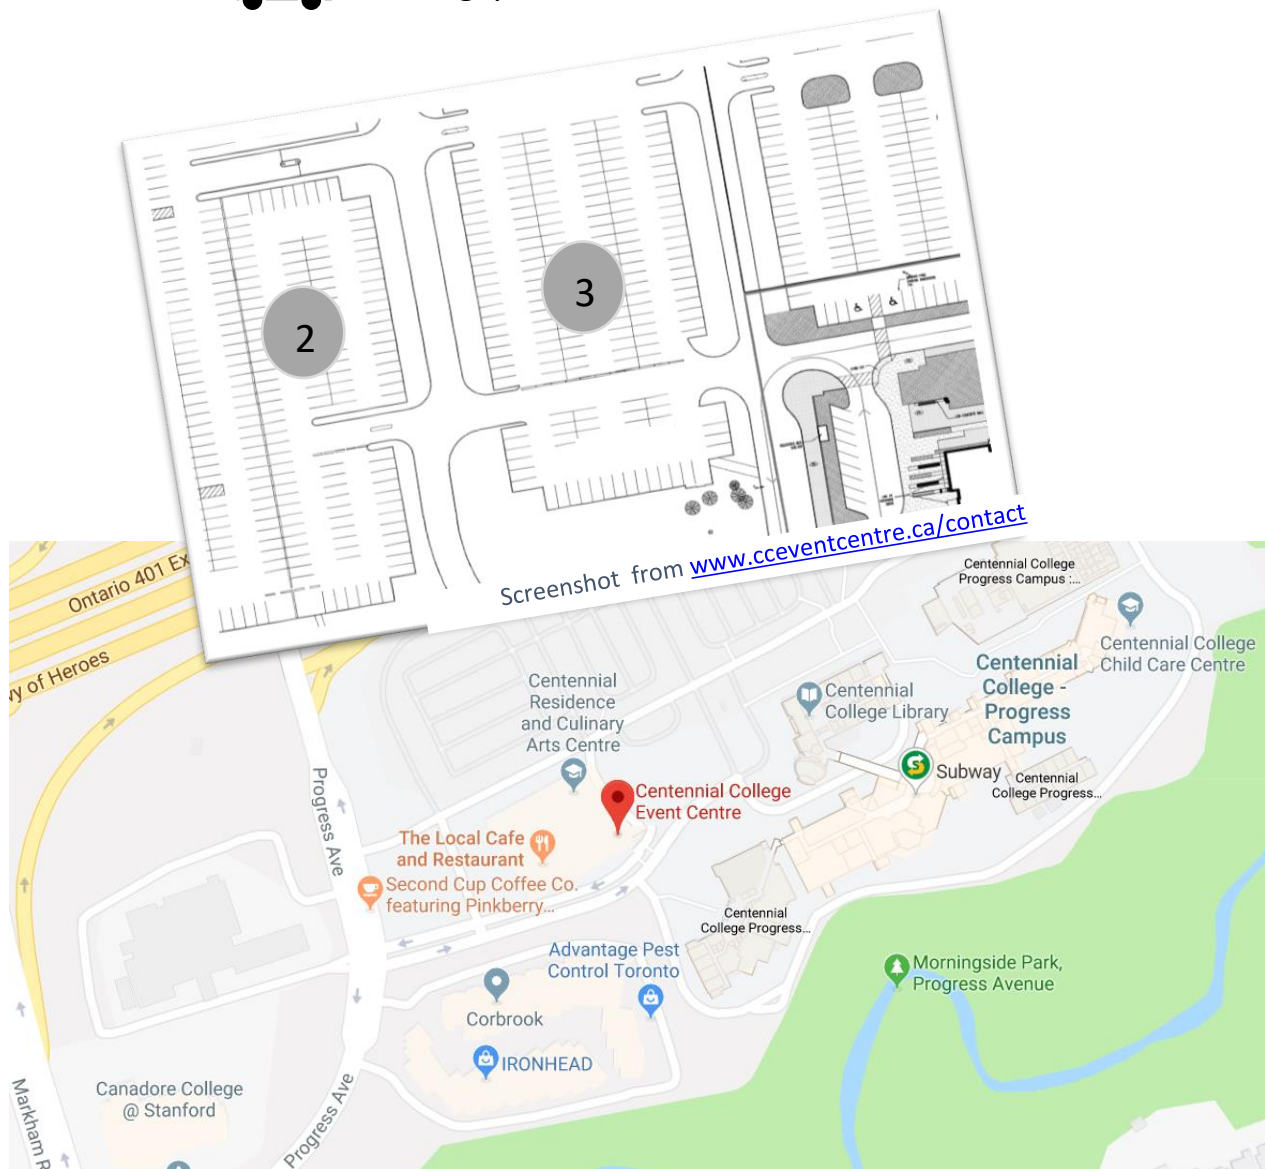 3
2
Screenshot from www.cceventcentre.ca/contact
Ontario 401 Ex
y of Heroes
Centennial College
Progress Campus :...
Centennial College
Child Care Centre
Centennial
College -
Progress
Campus
Centennial
Residence
and Culinary
Arts Centre
Centennial
College Library
Subway
Centennial
College Progress...
Progress Ave
Centennial College
Event Centre
The Local Cafe
and Restaurant
Second Cup Coffee Co.
featuring Pinkberry...
Centennial
College Progress...
Advantage Pest
Control Toronto
Morningside Park,
Progress Avenue
Corbrook
IRONHEAD
Canadore College
@ Stanford
Markham R
Progress Ave